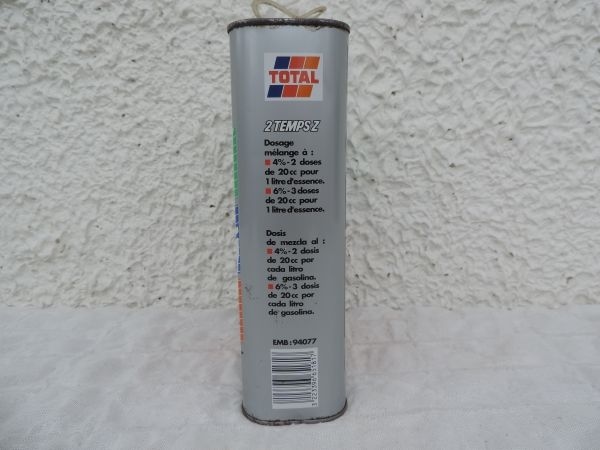 TOTAL
2 TEMPS Z
Dosage
mélange à :
4%-2 doses
de 20 cc pour
1 litre d'essence.
6%-3 doses
de 20 cc pour
1 litre d'essence.
Dosis
de mezcla al :
4%-2 dosis
de 20 cc por
cada litro
de gasolina.
6%-3 dosis
de 20 cc por
cada litro
de gasolina.
EMB : 94077